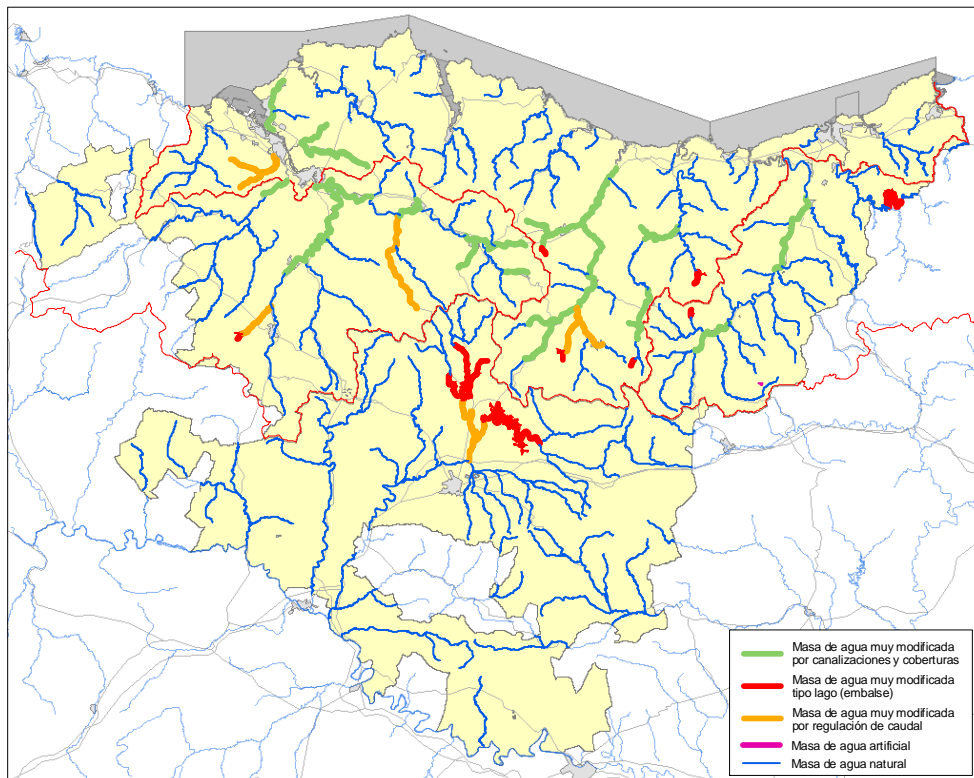 Masa de agua muy modificada
por canalizaciones y coberturas
Masa de agua muy modificada
tipo lago (embalse)
Masa de agua muy modificada
por regulación de caudal
Masa de agua artificial
Masa de agua natural